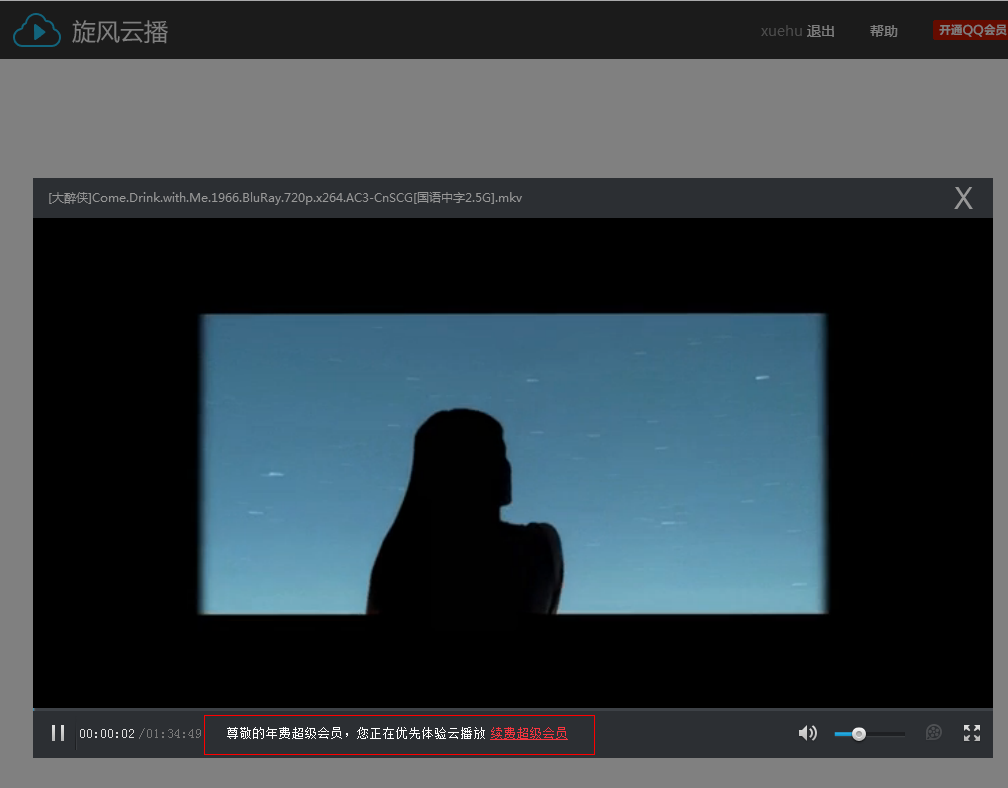 旋风云播
xuehu 退出 帮助 开通QQ会员
[大醉侠]Come.Drink.with.Me.1966.BluRay.720p.x264.AC3-CnSCG[国语中字2.5G].mkv X
00:00:02/01:34:49 尊敬的年费超级会员，您正在优先体验云播放 续费超级会员